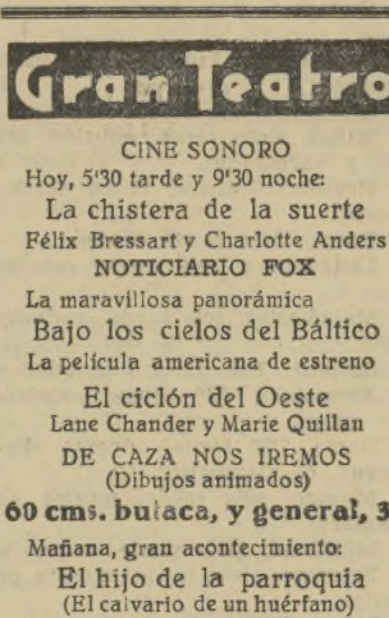 Gran Teatro
CINE SONORO
Hoy, 5'30 tarde y 9'30 noche:
La chistera de la suerte
Félix Bressart y Charlotte Anders
NOTICIARIO FOX
La maravillosa panorámica
Bajo los cielos del Báltico
La película americana de estreno
El ciclón del Oeste
Lane Chander y Marie Quillan
DE CAZA NOS IREMOS
(Dibujos animados)
60 cms. butaca, y general, 3
Mañana, gran acontecimiento:
El hijo de la parroquia
(El calvario de un huérfano)